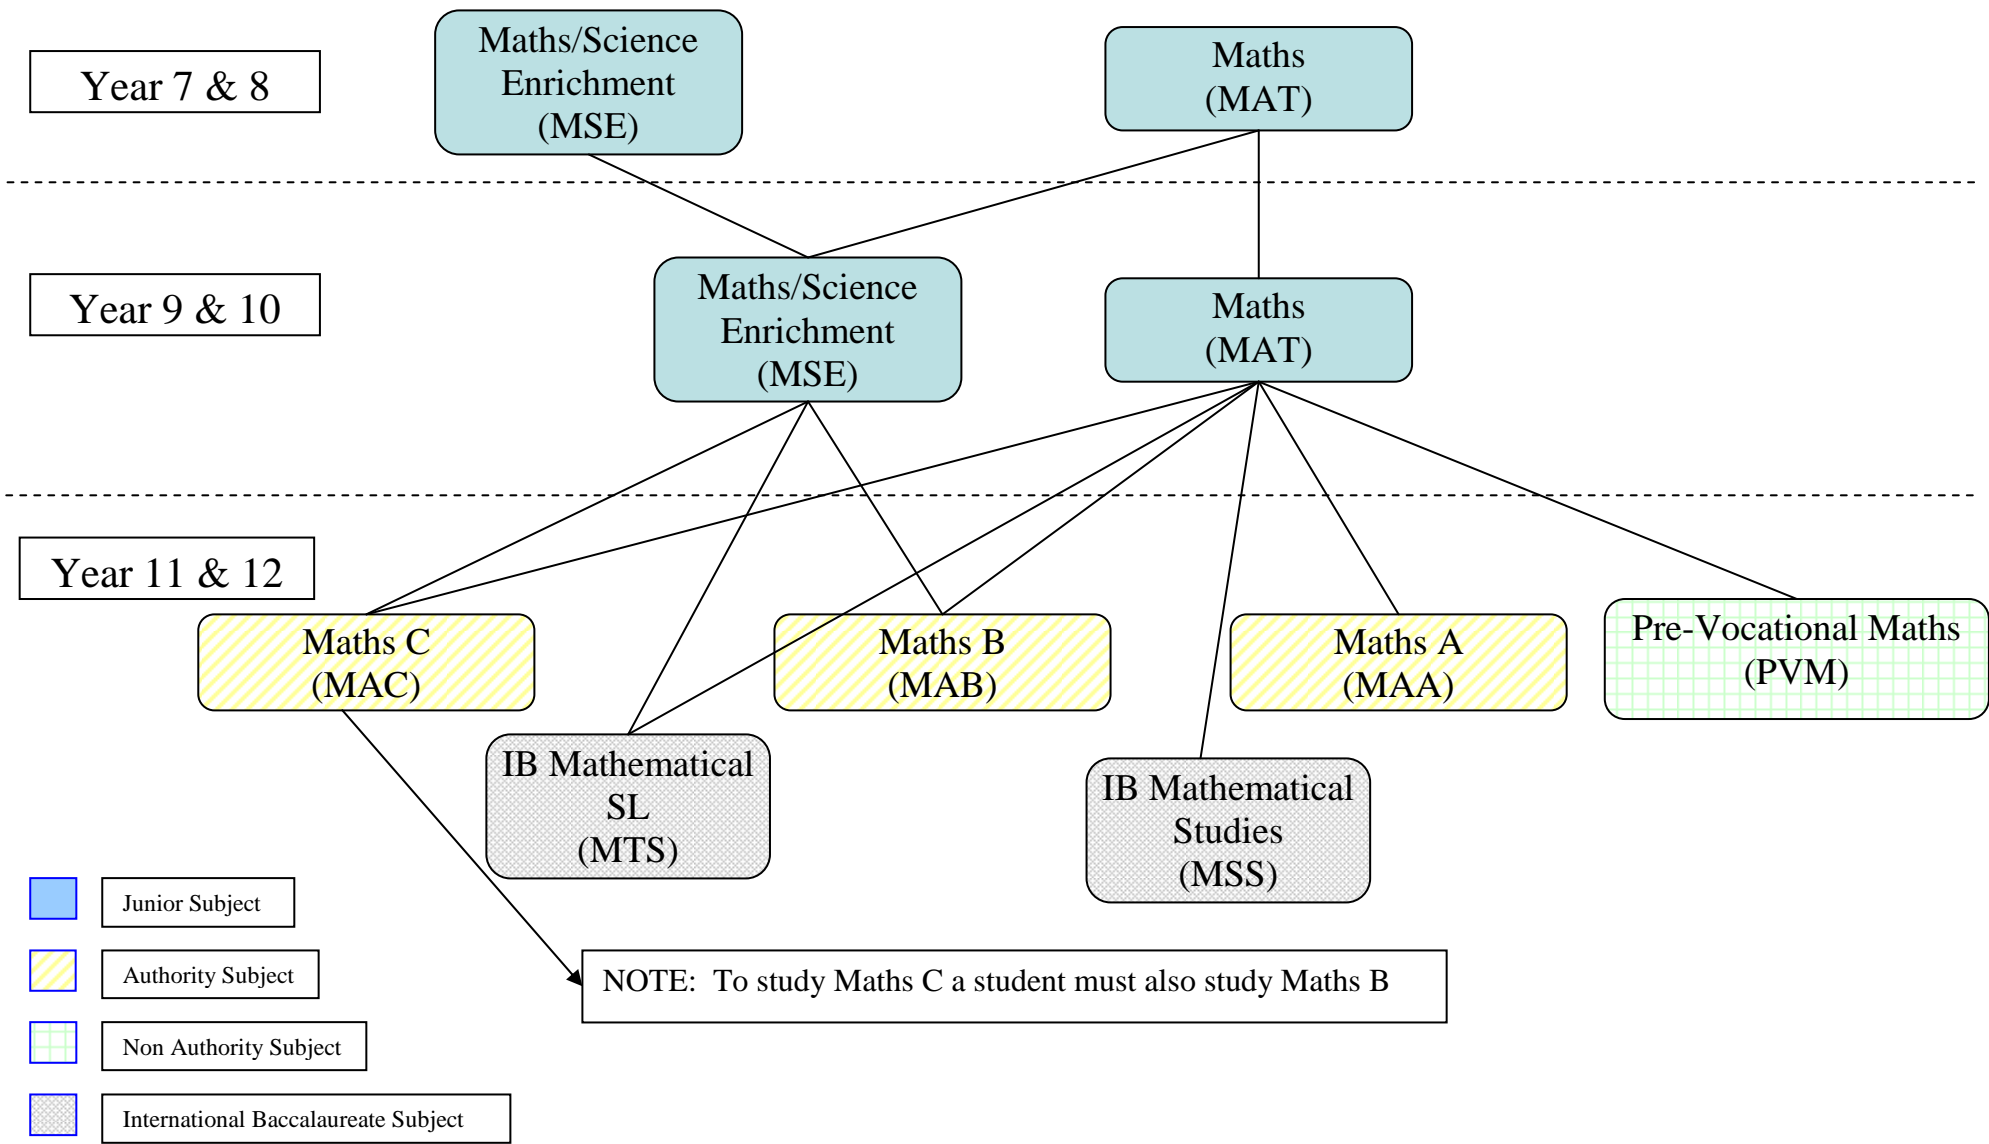 Year 7 & 8
Maths/Science
Enrichment
(MSE)
Maths
(MAT)
Year 9 & 10
Maths/Science
Enrichment
(MSE)
Maths
(MAT)
Year 11 & 12
Maths C
(MAC)
Maths B
(MAB)
Maths A
(MAA)
Pre-Vocational Maths
(PVM)
IB Mathematical
SL
(MTS)
IB Mathematical
Studies
(MSS)
Junior Subject
Authority Subject
NOTE:  To study Maths C a student must also study Maths B
Non Authority Subject
International Baccalaureate Subject